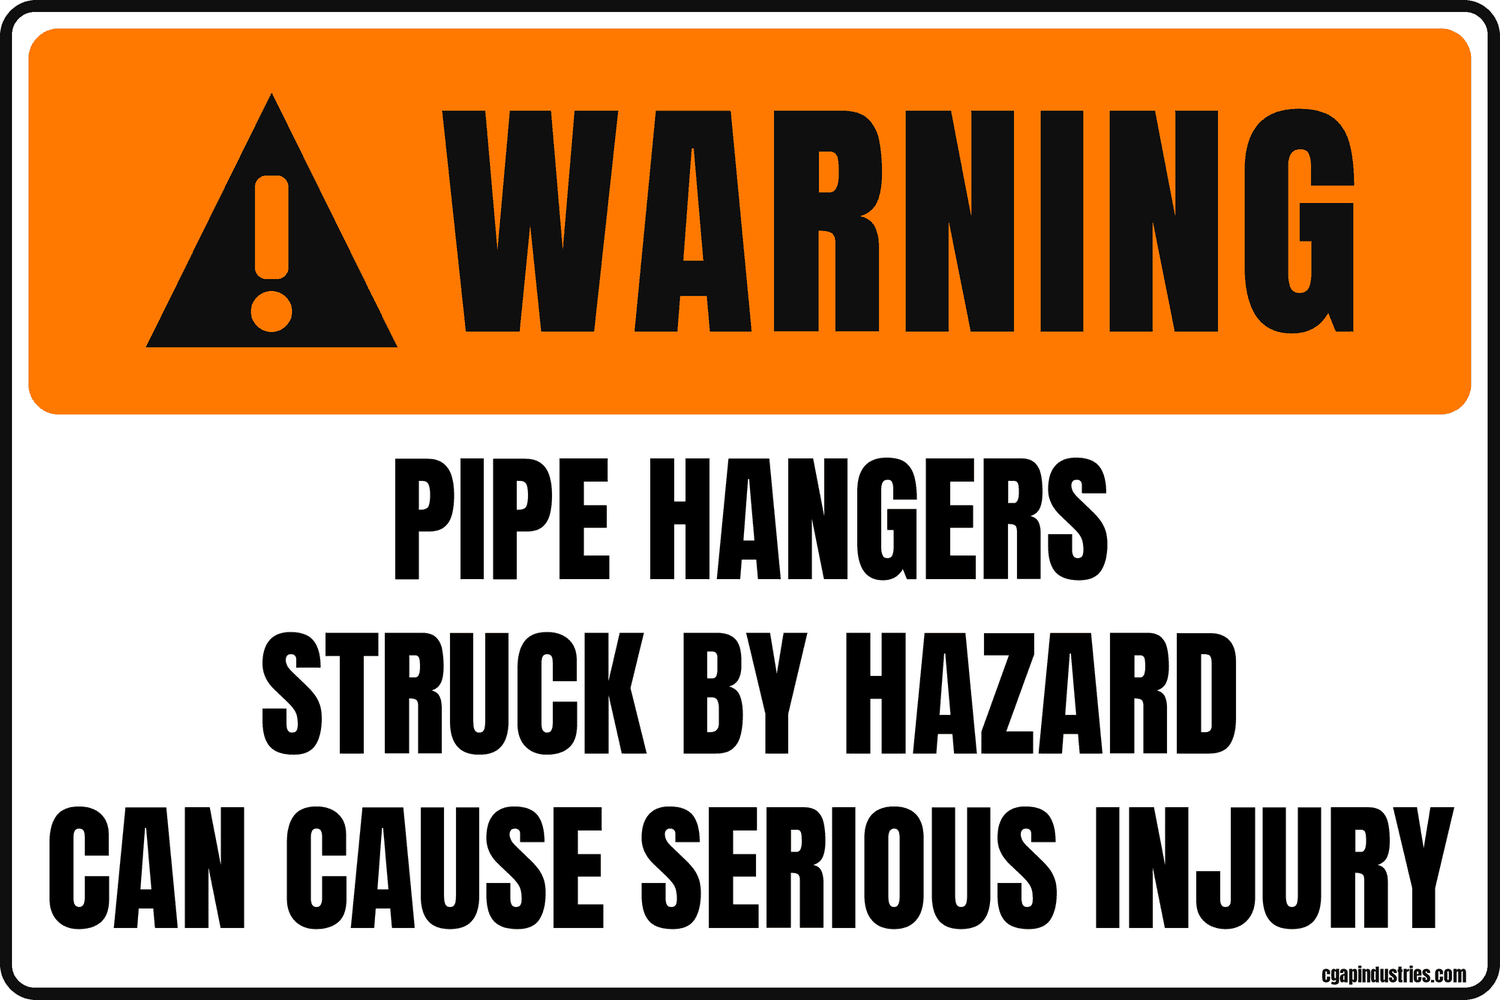 WARNING
PIPE HANGERS
STRUCK BY HAZARD
CAN CAUSE SERIOUS INJURY
cgapindustries.com